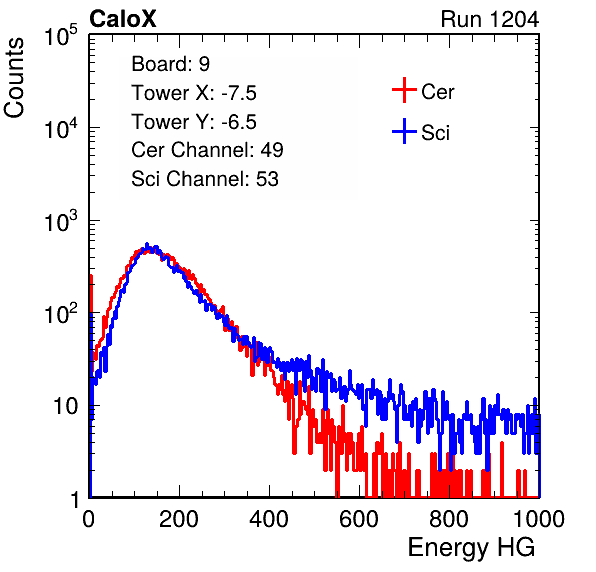 CaloX Run 1204
Counts
10^5
10^4
10^3
10^2
10
1
Board: 9
Tower X: -7.5
Tower Y: -6.5
Cer Channel: 49
Sci Channel: 53
Cer
Sci
0 200 400 600 800 1000
Energy HG